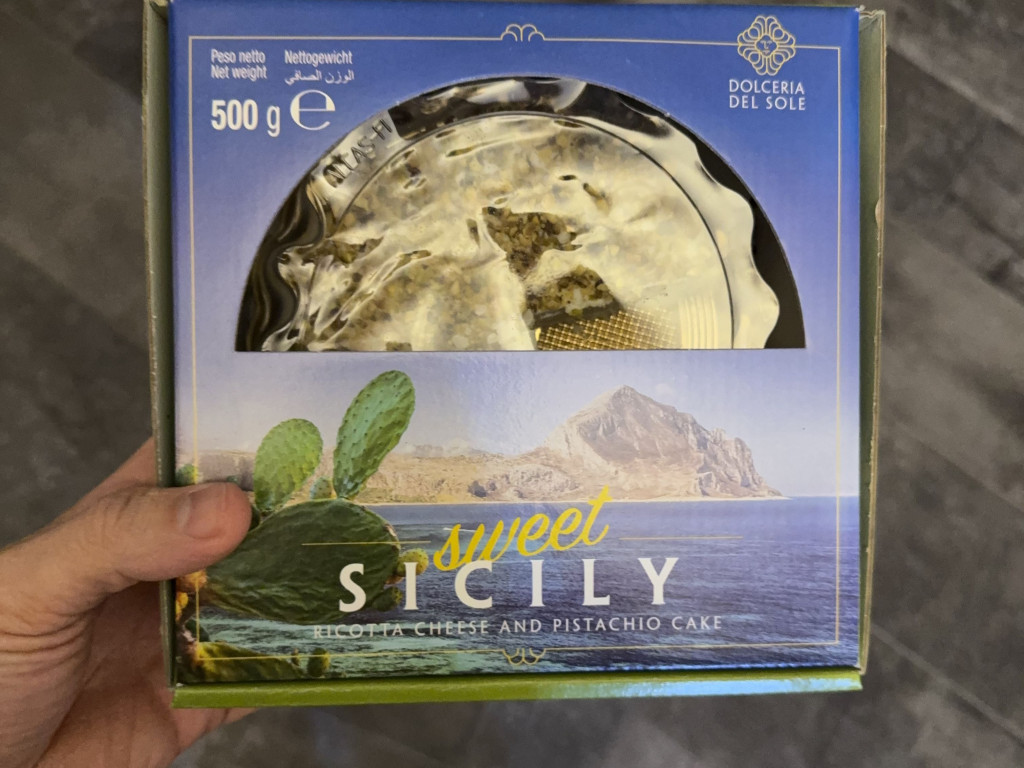 Peso netto Nettogewicht
Net weight الوزن الصافي
500 g ℮
DOLCERIA
DEL SOLE
sweet
SICILY
RICOTTA CHEESE AND PISTACHIO CAKE